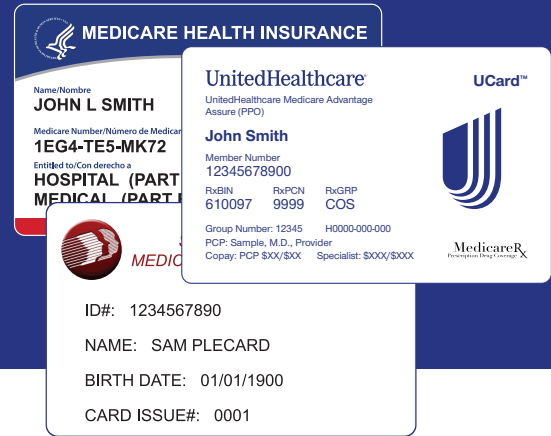 MEDICARE HEALTH INSURANCE
Name/Nombre
JOHN L SMITH
Medicare Number/Número de Medicar
1EG4-TE5-MK72
Entitled to/Con derecho a
HOSPITAL (PART
MEDICAL (PART
UnitedHealthcare
UCard™
UnitedHealthcare Medicare Advantage
Assure (PPO)
John Smith
Member Number
12345678900
RxBIN RxPCN RxGRP
610097 9999 COS
Group Number: 12345 H0000-000-000
PCP: Sample, M.D., Provider
Copay: PCP $XX/$XX Specialist: $XXX/$XXX
MedicareRx
Prescription Drug Coverage
MEDIC
ID#: 1234567890
NAME: SAM PLECARD
BIRTH DATE: 01/01/1900
CARD ISSUE#: 0001